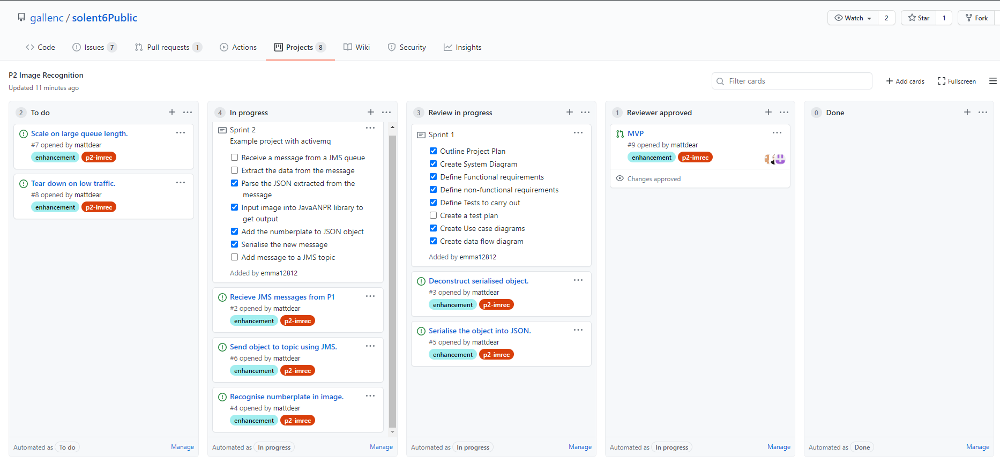 gallenc / solent6Public
Watch 2 Star 1 Fork
Code Issues 7 Pull requests 1 Actions Projects 8 Wiki Security Insights
P2 Image Recognition
Updated 11 minutes ago
Filter cards
Add cards Fullscreen
2 To do
Scale on large queue length.
#7 opened by mattdear
enhancement p2-imrec
Tear down on low traffic.
#8 opened by mattdear
enhancement p2-imrec
Automated as To do Manage
4 In progress
Sprint 2
Example project with activemq
Receive a message from a JMS queue
Extract the data from the message
Parse the JSON extracted from the
message
Input image into JavaANPR library to
get output
Add the numberplate to JSON object
Serialise the new message
Add message to a JMS topic
Added by emma12812
Recieve JMS messages from P1
#2 opened by mattdear
enhancement p2-imrec
Send object to topic using JMS.
#6 opened by mattdear
enhancement p2-imrec
Recognise numberplate in image.
#4 opened by mattdear
enhancement p2-imrec
Automated as In progress Manage
3 Review in progress
Sprint 1
Outline Project Plan
Create System Diagram
Define Functional requirements
Define non-functional requirements
Define Tests to carry out
Create a test plan
Create Use case diagrams
Create data flow diagram
Added by emma12812
Deconstruct serialised object.
#3 opened by mattdear
enhancement p2-imrec
Serialise the object into JSON.
#5 opened by mattdear
enhancement p2-imrec
Automated as In progress Manage
1 Reviewer approved
MVP
#9 opened by mattdear
enhancement p2-imrec
Changes approved
Automated as In progress Manage
0 Done
Automated as Done Manage